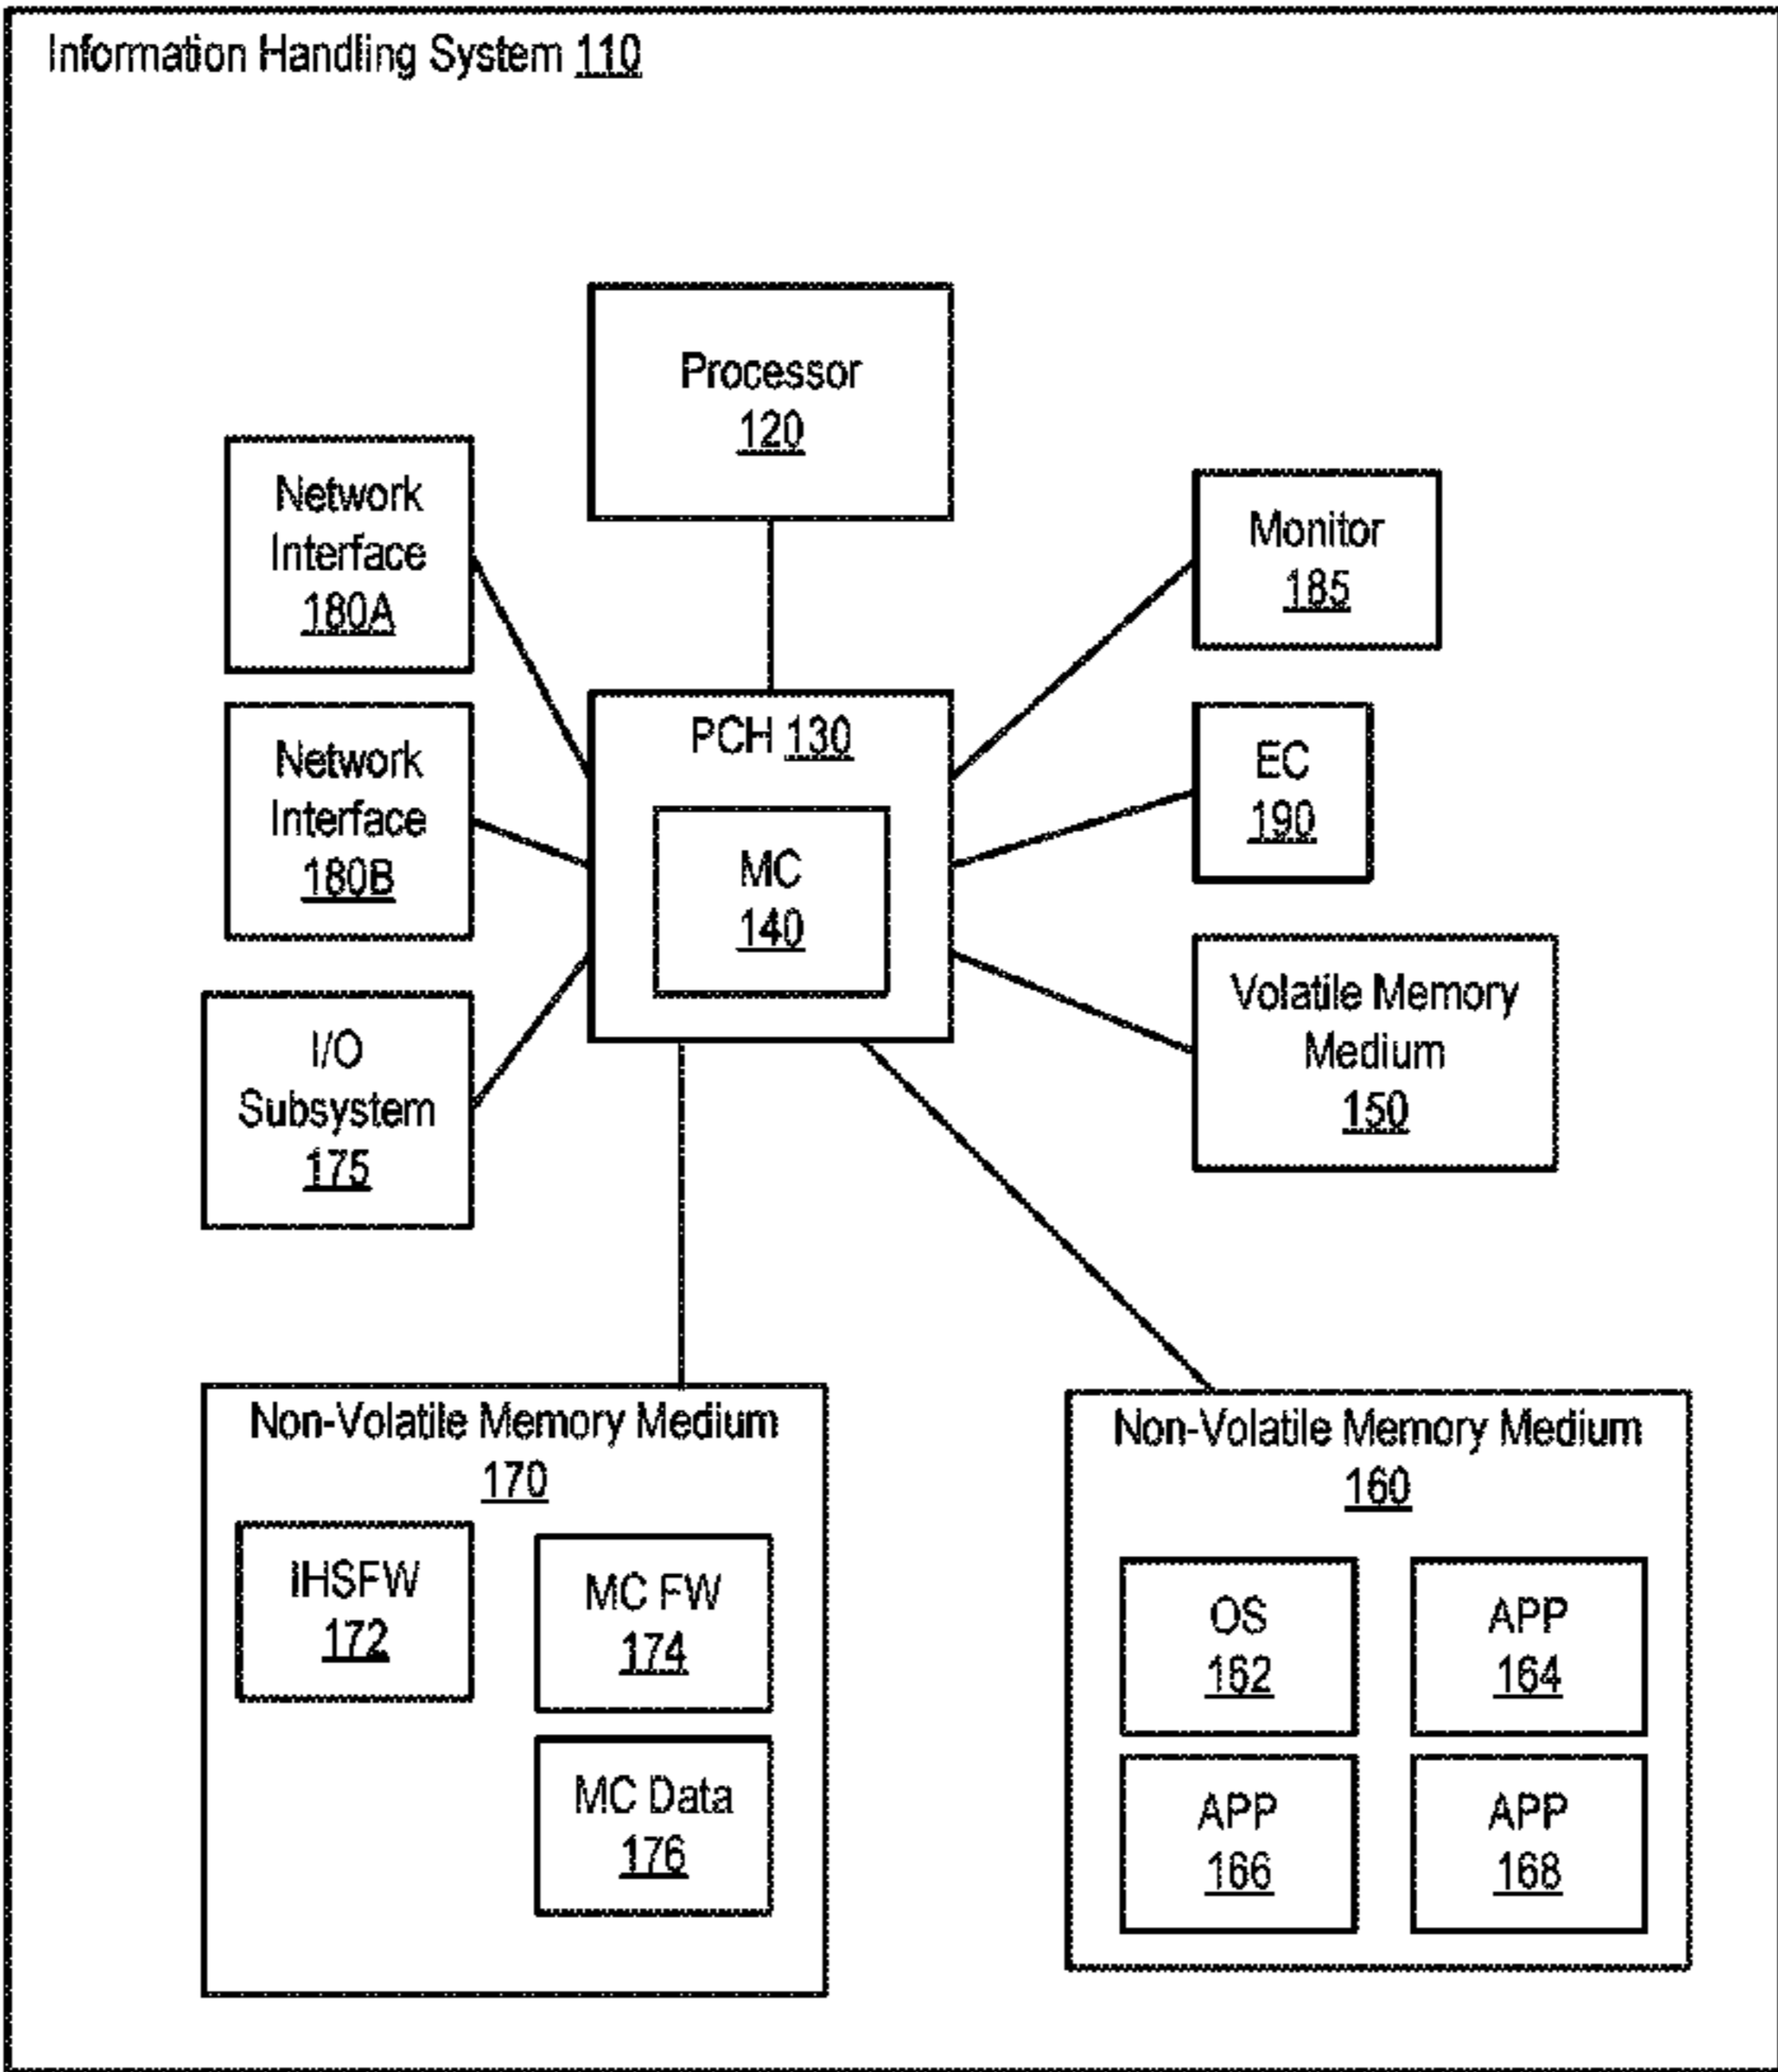 Information Handling System 110
Processor
120
Network
Interface
180A
Monitor
185
Network
Interface
180B
PCH 130
MC
140
EC
190
I/O
Subsystem
175
Volatile Memory
Medium
150
Non-Volatile Memory Medium
170
IHSFW
172
MC FW
174
MC Data
176
Non-Volatile Memory Medium
160
OS
162
APP
164
APP
166
APP
168